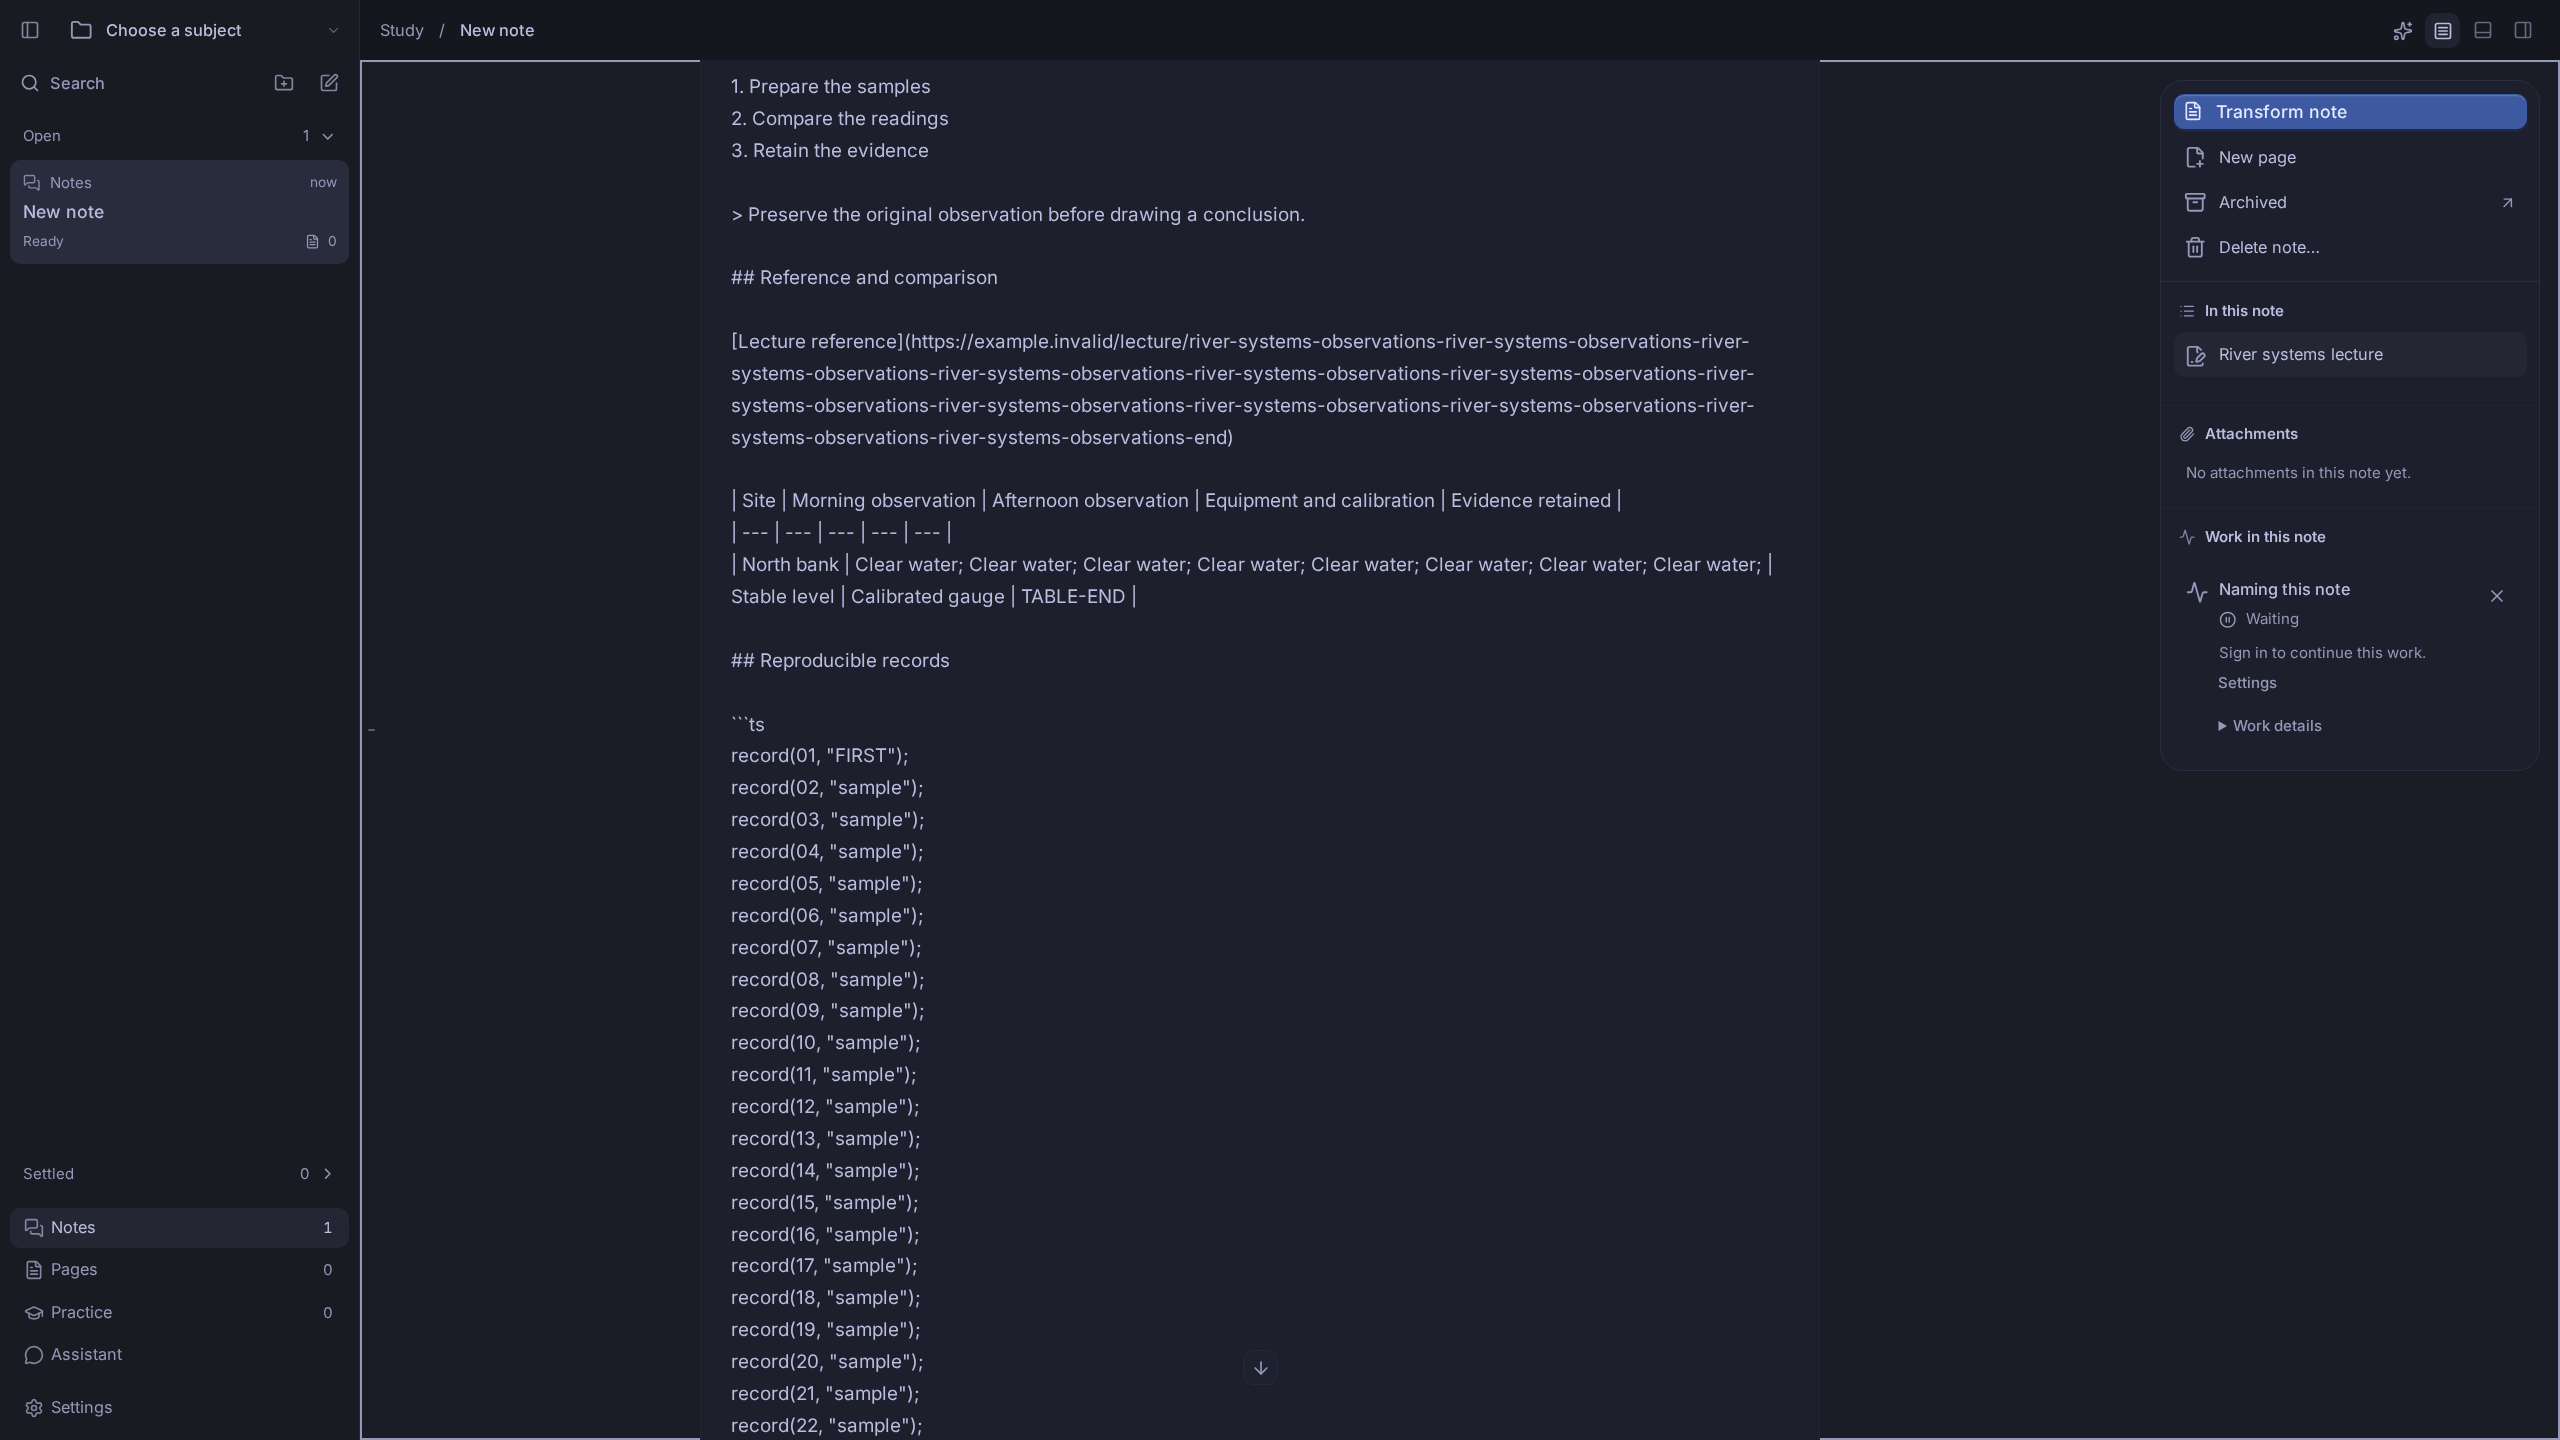 Choose a subject
Search
Open 1
Notes now
New note
Ready 0
Settled 0
Notes 1
Pages 0
Practice 0
Assistant
Settings
Study / New note
1. Prepare the samples
2. Compare the readings
3. Retain the evidence
> Preserve the original observation before drawing a conclusion.
## Reference and comparison
[Lecture reference](https://example.invalid/lecture/river-systems-observations-river-systems-observations-river-
systems-observations-river-systems-observations-river-systems-observations-river-systems-observations-river-
systems-observations-river-systems-observations-river-systems-observations-river-systems-observations-river-
systems-observations-river-systems-observations-end)
| Site | Morning observation | Afternoon observation | Equipment and calibration | Evidence retained |
| --- | --- | --- | --- | --- |
| North bank | Clear water; Clear water; Clear water; Clear water; Clear water; Clear water; Clear water; Clear water; |
Stable level | Calibrated gauge | TABLE-END |
## Reproducible records
```ts
record(01, "FIRST");
record(02, "sample");
record(03, "sample");
record(04, "sample");
record(05, "sample");
record(06, "sample");
record(07, "sample");
record(08, "sample");
record(09, "sample");
record(10, "sample");
record(11, "sample");
record(12, "sample");
record(13, "sample");
record(14, "sample");
record(15, "sample");
record(16, "sample");
record(17, "sample");
record(18, "sample");
record(19, "sample");
record(20, "sample");
record(21, "sample");
record(22, "sample");
Transform note
New page
Archived
Delete note...
In this note
River systems lecture
Attachments
No attachments in this note yet.
Work in this note
Naming this note
Waiting
Sign in to continue this work.
Settings
Work details